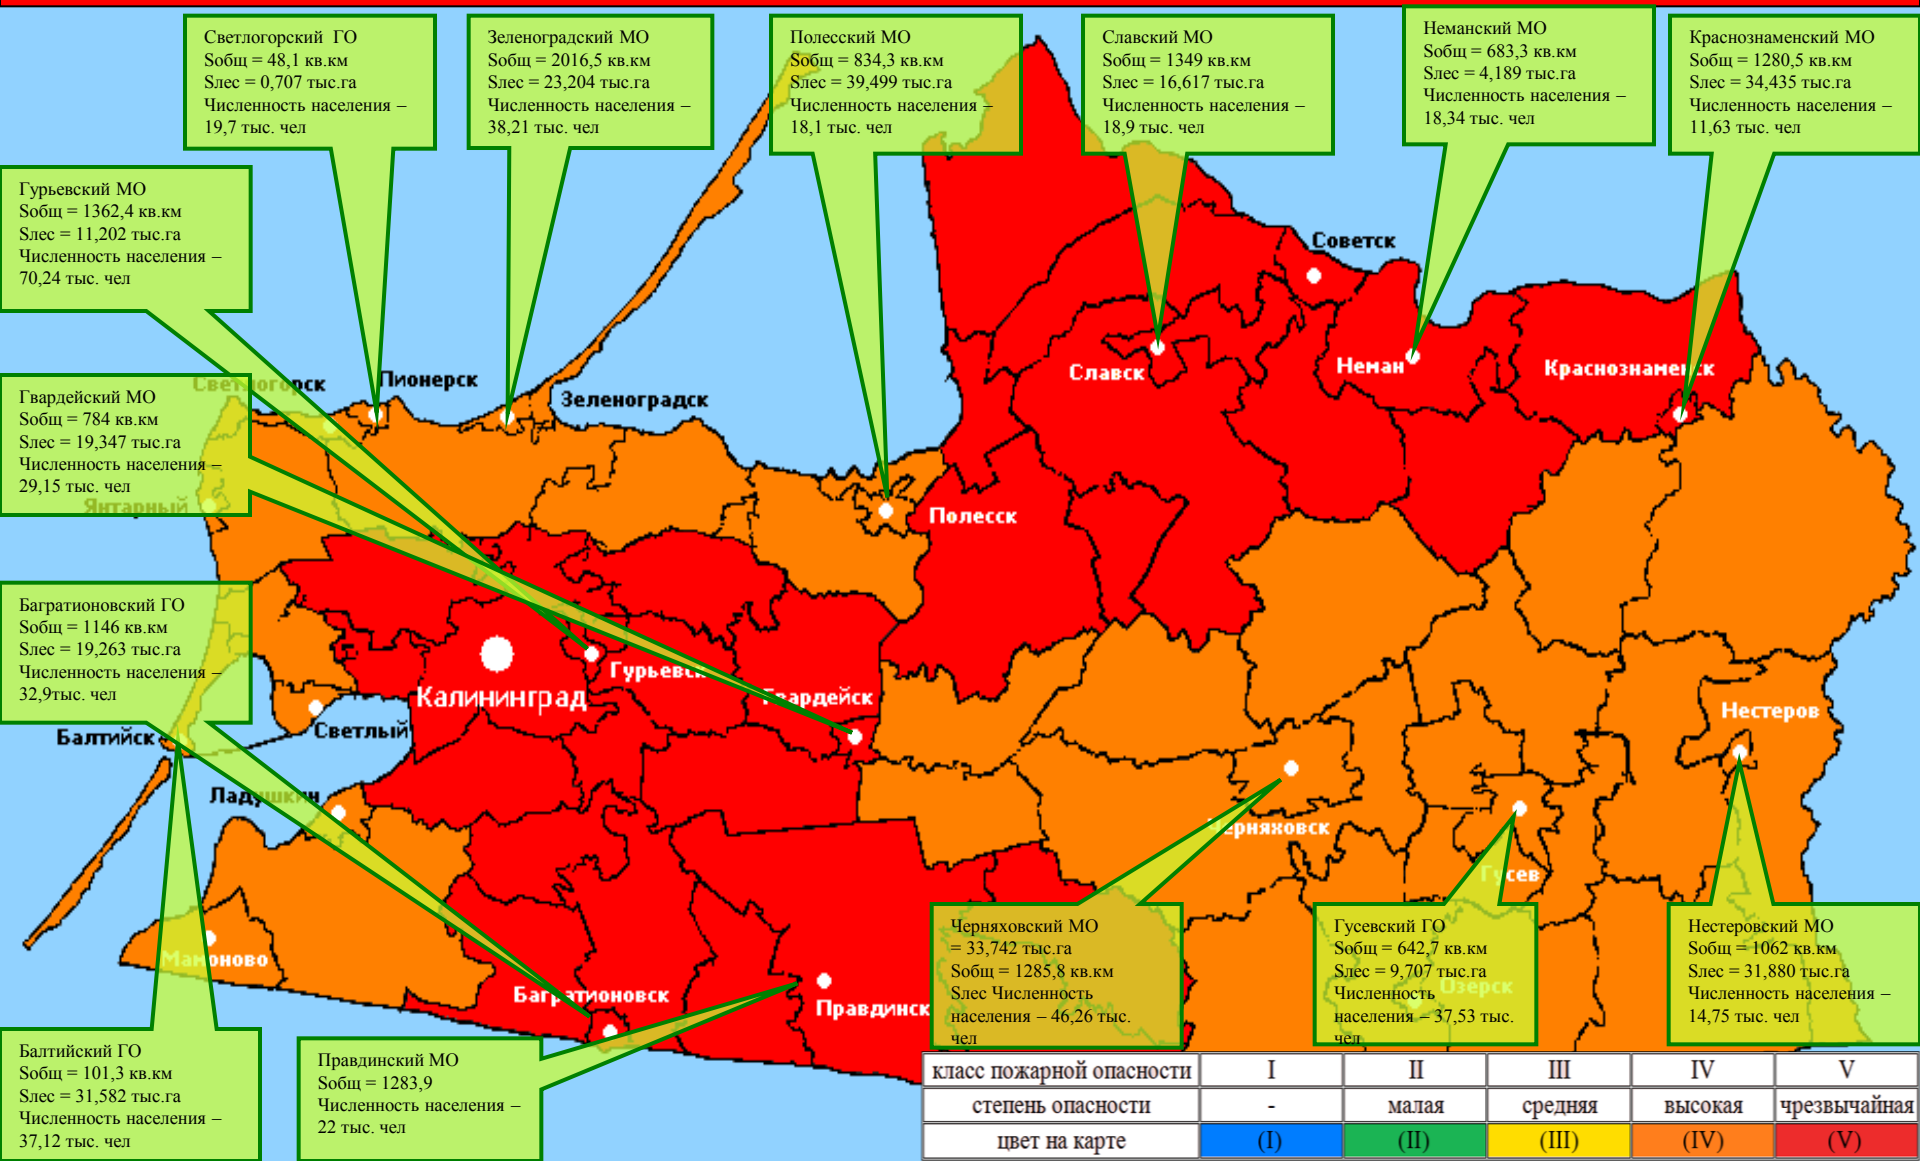 Светлогорский ГО
Sобщ = 48,1 кв.км
Sлес = 0,707 тыс.га
Численность населения –
19,7 тыс. чел
Зеленоградский МО
Sобщ = 2016,5 кв.км
Sлес = 23,204 тыс.га
Численность населения –
38,21 тыс. чел
Полесский МО
Sобщ = 834,3 кв.км
Sлес = 39,499 тыс.га
Численность населения –
18,1 тыс. чел
Славский МО
Sобщ = 1349 кв.км
Sлес = 16,617 тыс.га
Численность населения –
18,9 тыс. чел
Неманский МО
Sобщ = 683,3 кв.км
Sлес = 4,189 тыс.га
Численность населения –
18,34 тыс. чел
Краснознаменский МО
Sобщ = 1280,5 кв.км
Sлес = 34,435 тыс.га
Численность населения –
11,63 тыс. чел
Гурьевский МО
Sобщ = 1362,4 кв.км
Sлес = 11,202 тыс.га
Численность населения –
70,24 тыс. чел
Гвардейский МО
Sобщ = 784 кв.км
Sлес = 19,347 тыс.га
Численность населения –
29,15 тыс. чел
Багратионовский ГО
Sобщ = 1146 кв.км
Sлес = 19,263 тыс.га
Численность населения –
32,9тыс. чел
Балтийский ГО
Sобщ = 101,3 кв.км
Sлес = 31,582 тыс.га
Численность населения –
37,12 тыс. чел
Правдинский МО
Sобщ = 1283,9
Численность населения –
22 тыс. чел
Черняховский МО
= 33,742 тыс.га
Sобщ = 1285,8 кв.км
Sлес Численность
населения – 46,26 тыс.
чел
Гусевский ГО
Sобщ = 642,7 кв.км
Sлес = 9,707 тыс.га
Численность
населения – 37,53 тыс.
чел
Нестеровский МО
Sобщ = 1062 кв.км
Sлес = 31,880 тыс.га
Численность населения –
14,75 тыс. чел
Советск
Славск
Неман
Краснознаменск
Светлогорск
Пионерск
Зеленоградск
Янтарный
Полесск
Калининград
Гурьевск
Гвардейск
Нестеров
Балтийск
Светлый
Ладушкин
Черняховск
Гусев
Мамоново
Багратионовск
Правдинск
Озерск
класс пожарной опасности I II III IV V
степень опасности - малая средняя высокая чрезвычайная
цвет на карте (I) (II) (III) (IV) (V)